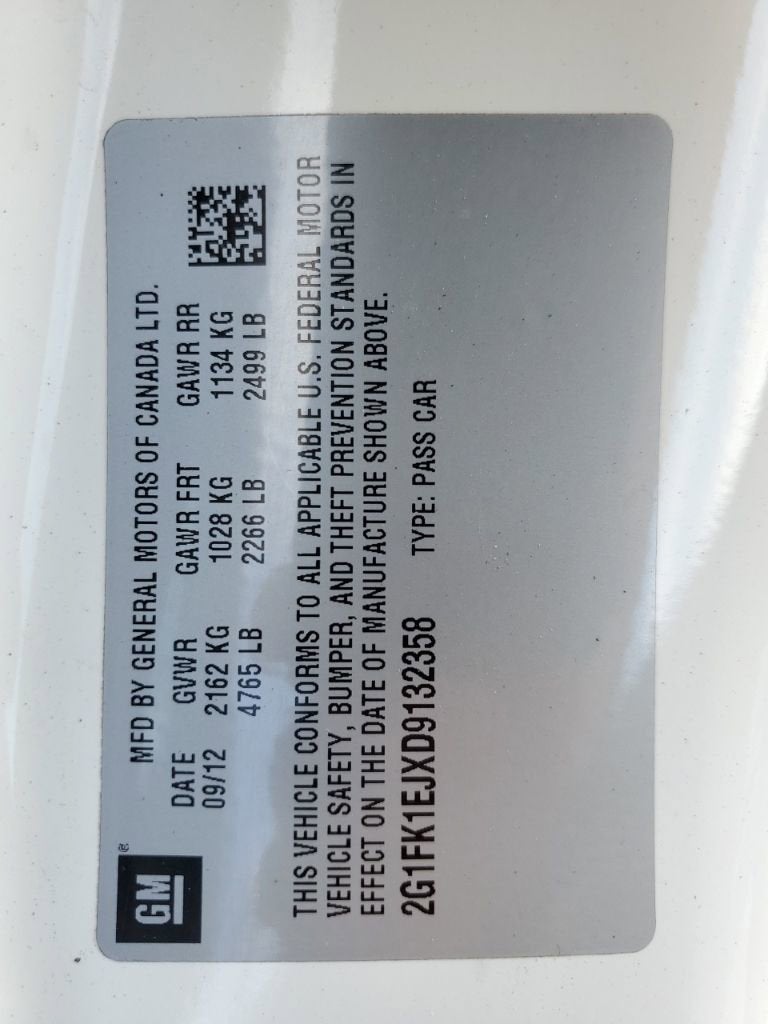 GM®
MFD BY GENERAL MOTORS OF CANADA LTD.
DATE GVWR GAWR FRT GAWR RR
09/12 2162 KG 1028 KG 1134 KG
4765 LB 2266 LB 2499 LB
THIS VEHICLE CONFORMS TO ALL APPLICABLE U.S. FEDERAL MOTOR
VEHICLE SAFETY, BUMPER, AND THEFT PREVENTION STANDARDS IN
EFFECT ON THE DATE OF MANUFACTURE SHOWN ABOVE.
2G1FK1EJXD9132358 TYPE: PASS CAR